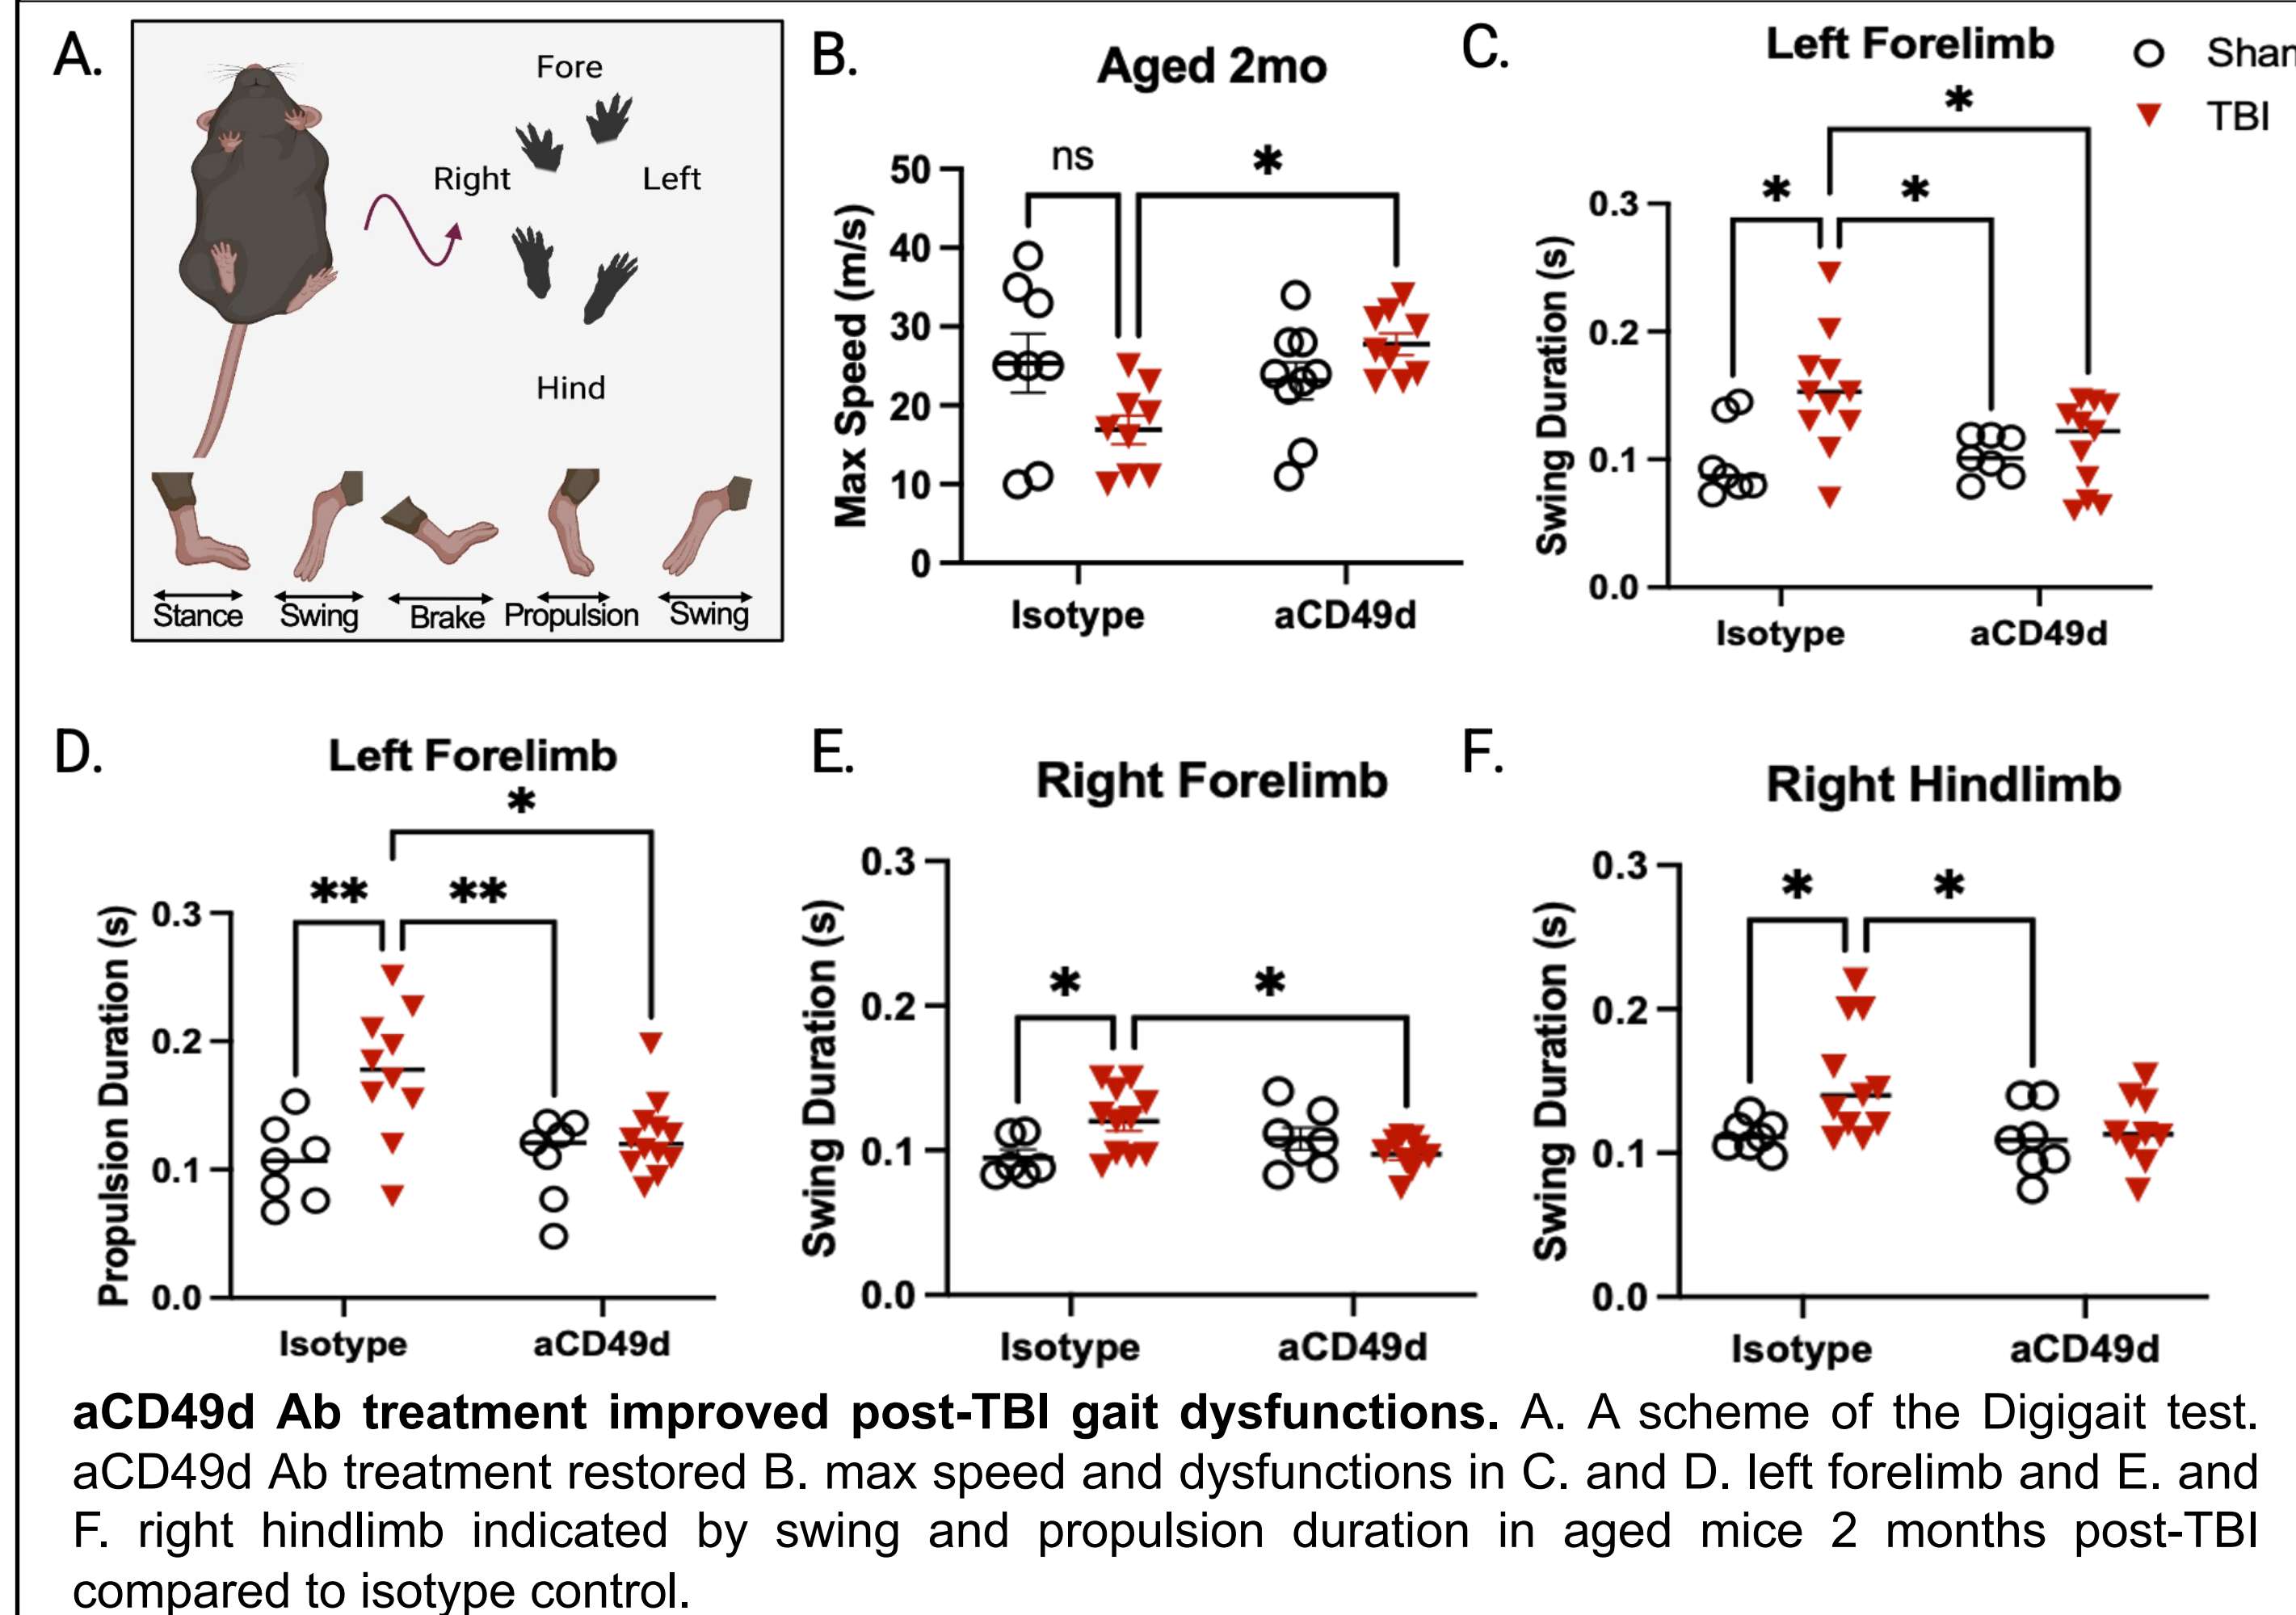 A.
Fore
Right
Left
Hind
Stance Swing Brake Propulsion Swing
B.
Aged 2mo
ns *
Max Speed (m/s)
50
40
30
20
10
0
Isotype aCD49d
C.
Left Forelimb
Sham
TBI
*
* *
Swing Duration (s)
0.3
0.2
0.1
0.0
Isotype aCD49d
D.
Left Forelimb
*
** **
Propulsion Duration (s)
0.3
0.2
0.1
0.0
Isotype aCD49d
E.
Right Forelimb
* *
Swing Duration (s)
0.3
0.2
0.1
0.0
Isotype aCD49d
F.
Right Hindlimb
* *
Swing Duration (s)
0.3
0.2
0.1
0.0
Isotype aCD49d
aCD49d Ab treatment improved post-TBI gait dysfunctions. A. A scheme of the Digigait test.
aCD49d Ab treatment restored B. max speed and dysfunctions in C. and D. left forelimb and E. and
F. right hindlimb indicated by swing and propulsion duration in aged mice 2 months post-TBI
compared to isotype control.